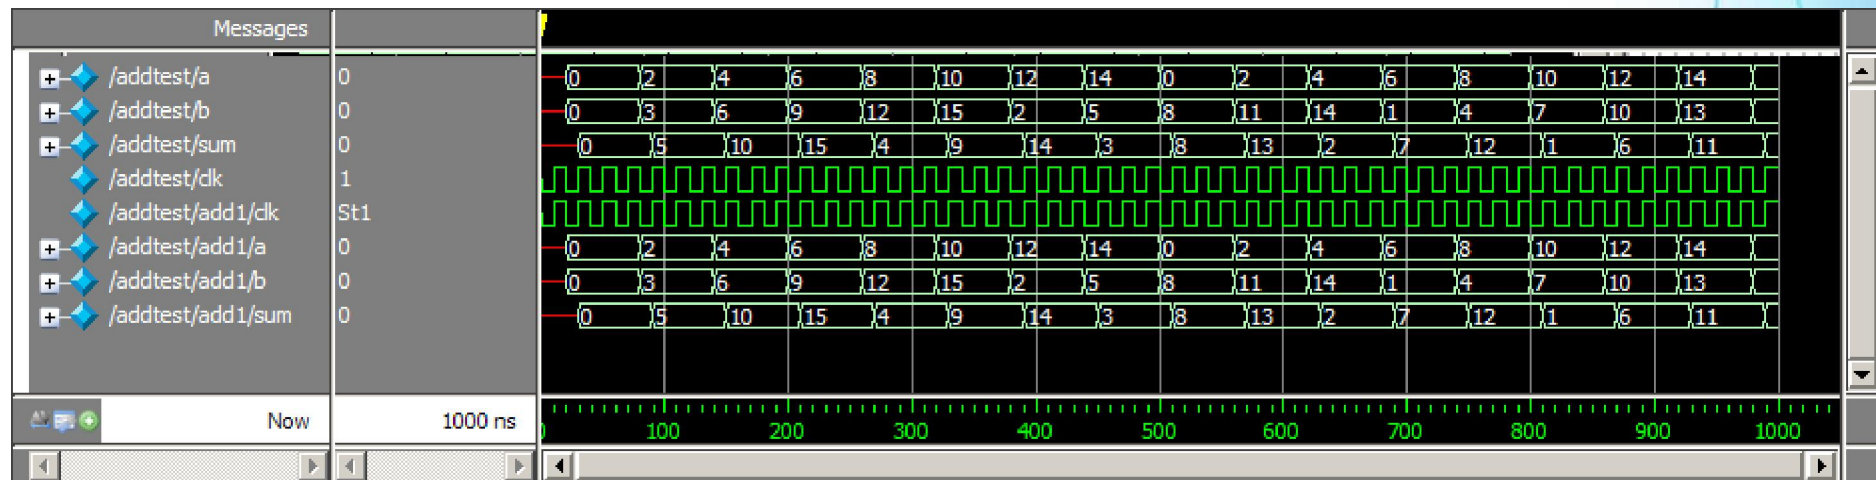 Messages
/addtest/a 0 0 2 4 6 8 10 12 14 0 2 4 6 8 10 12 14
/addtest/b 0 0 3 6 9 12 15 2 5 8 11 14 1 4 7 10 13
/addtest/sum 0 0 5 10 15 4 9 14 3 8 13 2 7 12 1 6 11
/addtest/clk 1
/addtest/add1/clk St1
/addtest/add1/a 0 0 2 4 6 8 10 12 14 0 2 4 6 8 10 12 14
/addtest/add1/b 0 0 3 6 9 12 15 2 5 8 11 14 1 4 7 10 13
/addtest/add1/sum 0 0 5 10 15 4 9 14 3 8 13 2 7 12 1 6 11
Now 1000 ns 100 200 300 400 500 600 700 800 900 1000